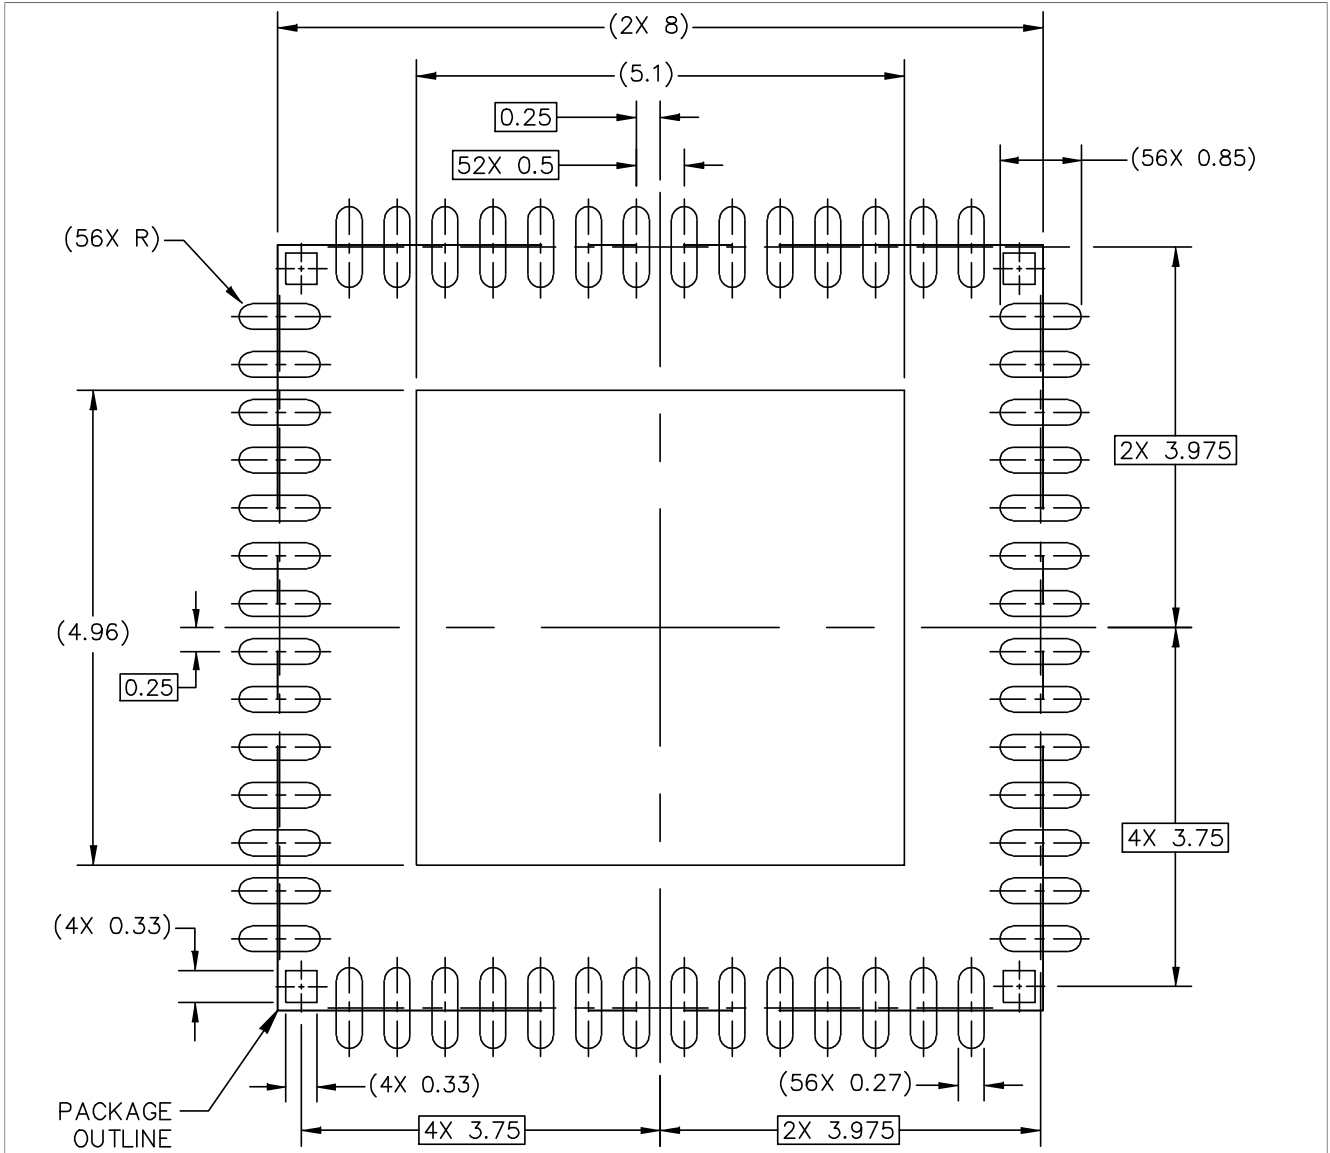 (2X 8)
(5.1)
0.25
52X 0.5
(56X 0.85)
(56X R)
2X 3.975
(4.96)
0.25
4X 3.75
(4X 0.33)
(4X 0.33)
(56X 0.27)
PACKAGE
OUTLINE
4X 3.75
2X 3.975